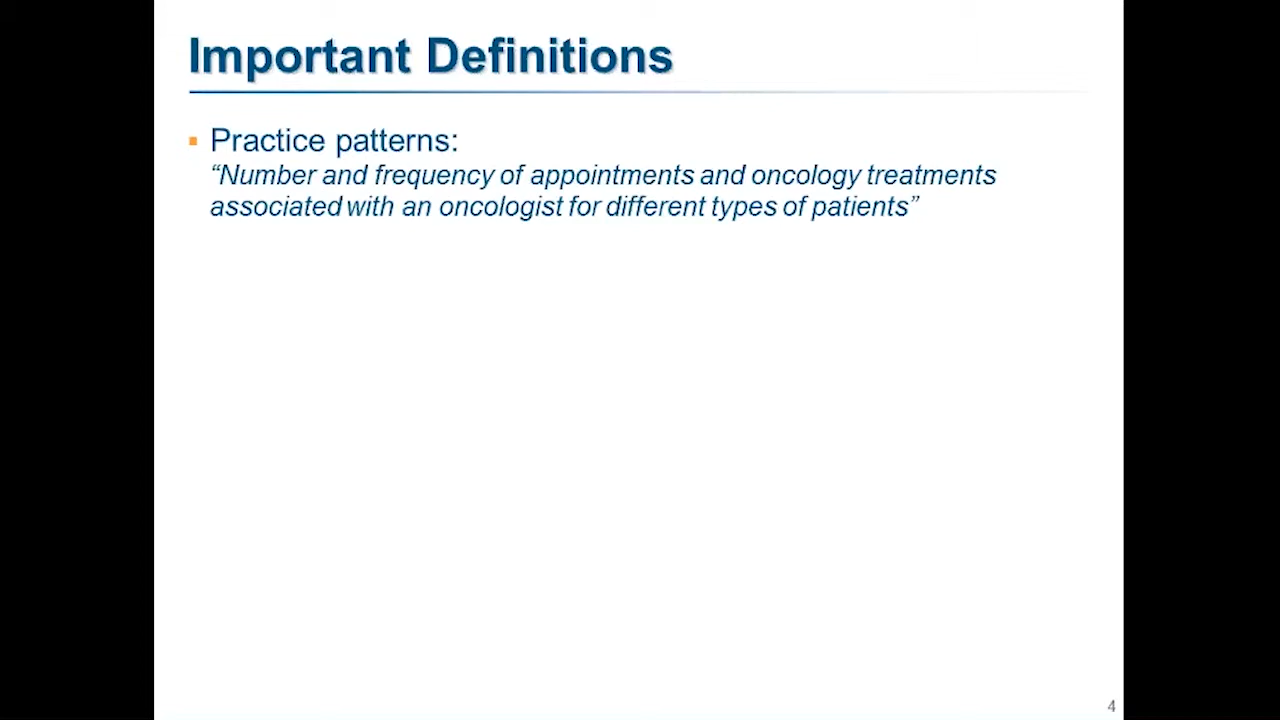 Important Definitions
Practice patterns:
“Number and frequency of appointments and oncology treatments
associated with an oncologist for different types of patients”
4